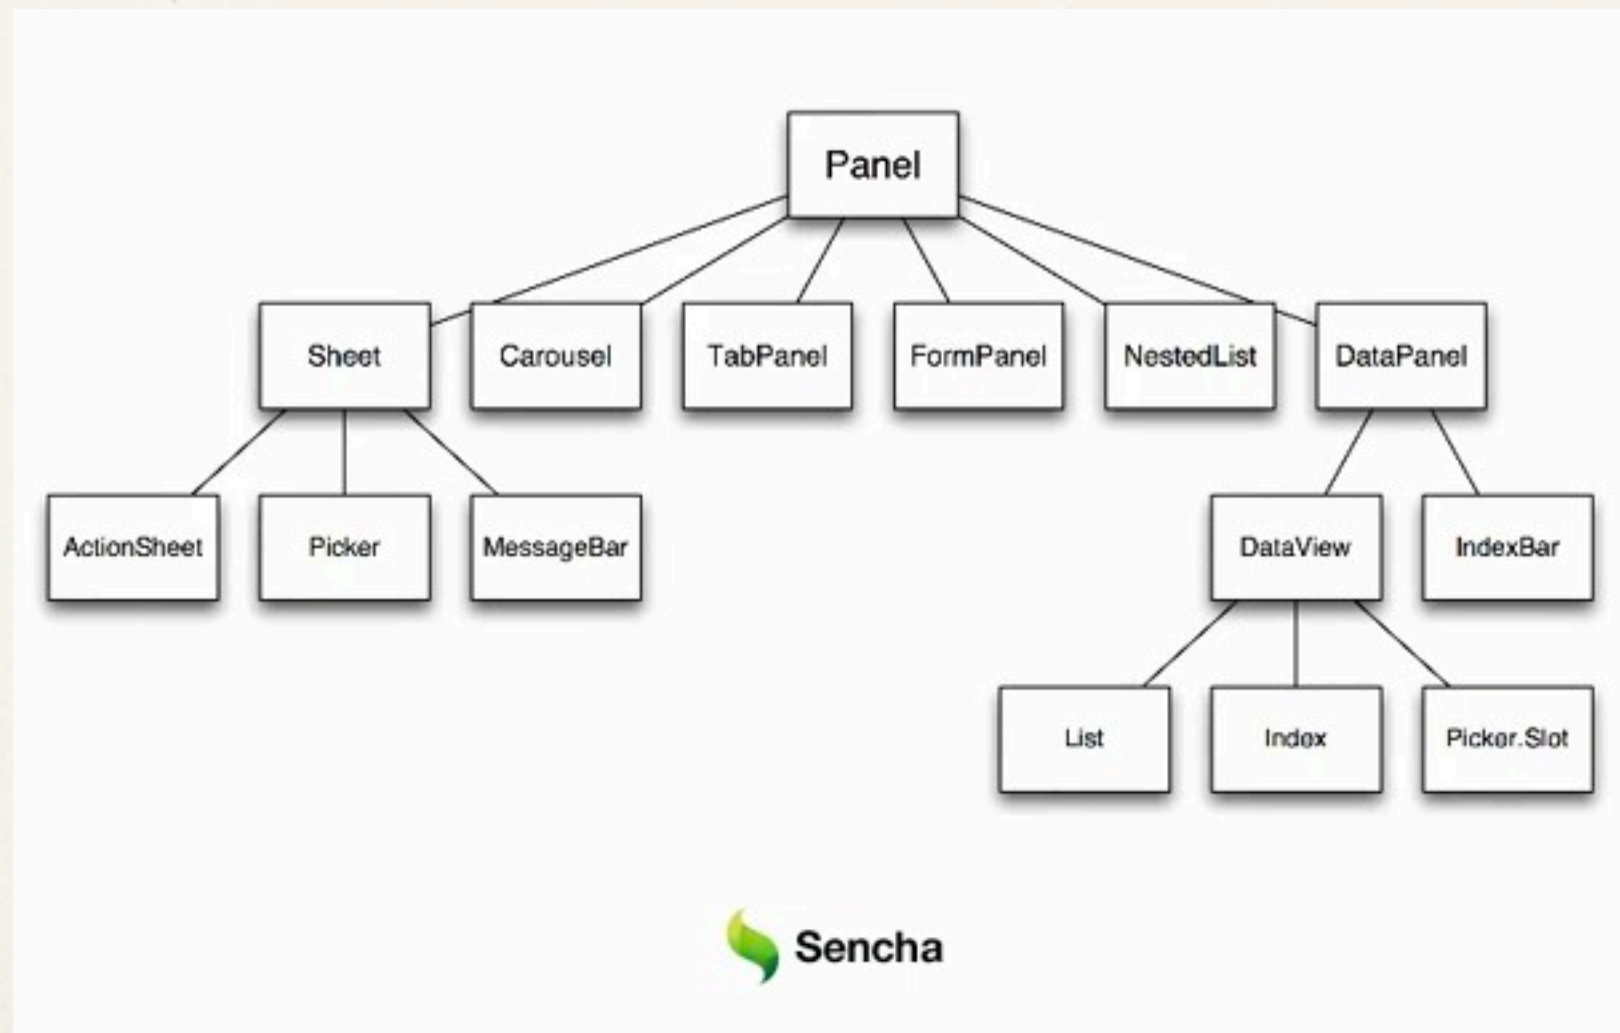 Panel
Sheet
Carousel
TabPanel
FormPanel
NestedList
DataPanel
ActionSheet
Picker
MessageBar
DataView
IndexBar
List
Index
Picker.Slot
Sencha